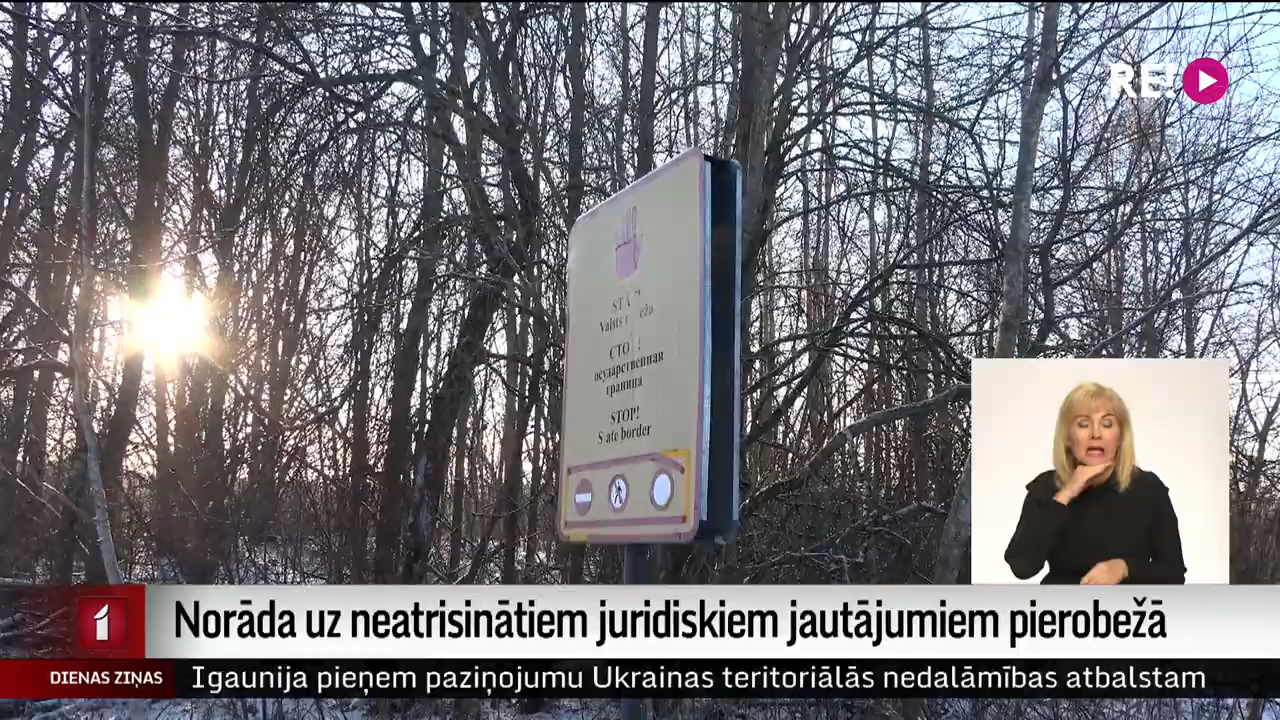 RE!
STOP!
СТОП!
государственная
граница
STOP!
State border
1
Norāda uz neatrisinātiem juridiskiem jautājumiem pierobežā
DIENAS ZIŅAS
Igaunija pieņem paziņojumu Ukrainas teritoriālās nedalāmības atbalstam